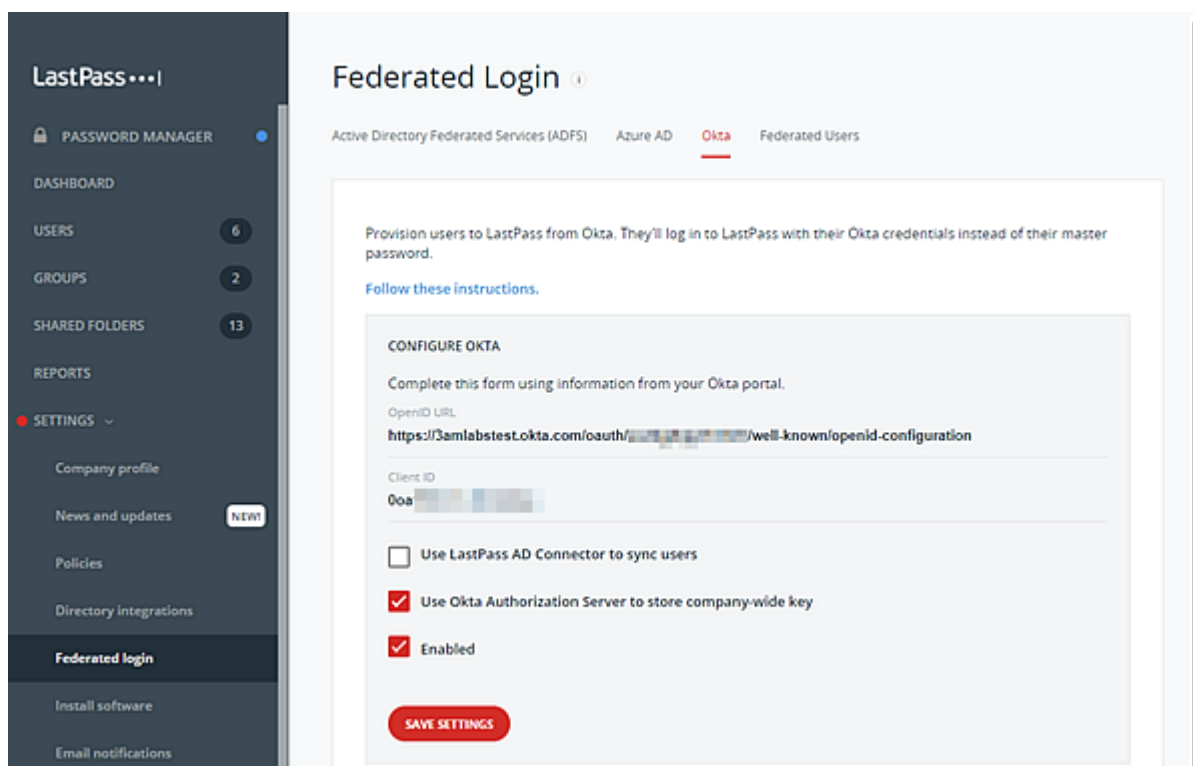 LastPass
PASSWORD MANAGER
DASHBOARD
USERS 6
GROUPS 2
SHARED FOLDERS 13
REPORTS
SETTINGS
Company profile
News and updates NEW!
Policies
Directory integrations
Federated login
Install software
Email notifications
Federated Login
Active Directory Federated Services (ADFS) Azure AD Okta Federated Users
Provision users to LastPass from Okta. They'll log in to LastPass with their Okta credentials instead of their master
password.
Follow these instructions.
CONFIGURE OKTA
Complete this form using information from your Okta portal.
OpenID URL
https://3amlabstest.okta.com/oauth/ /well-known/openid-configuration
Client ID
0oa
Use LastPass AD Connector to sync users
Use Okta Authorization Server to store company-wide key
Enabled
SAVE SETTINGS